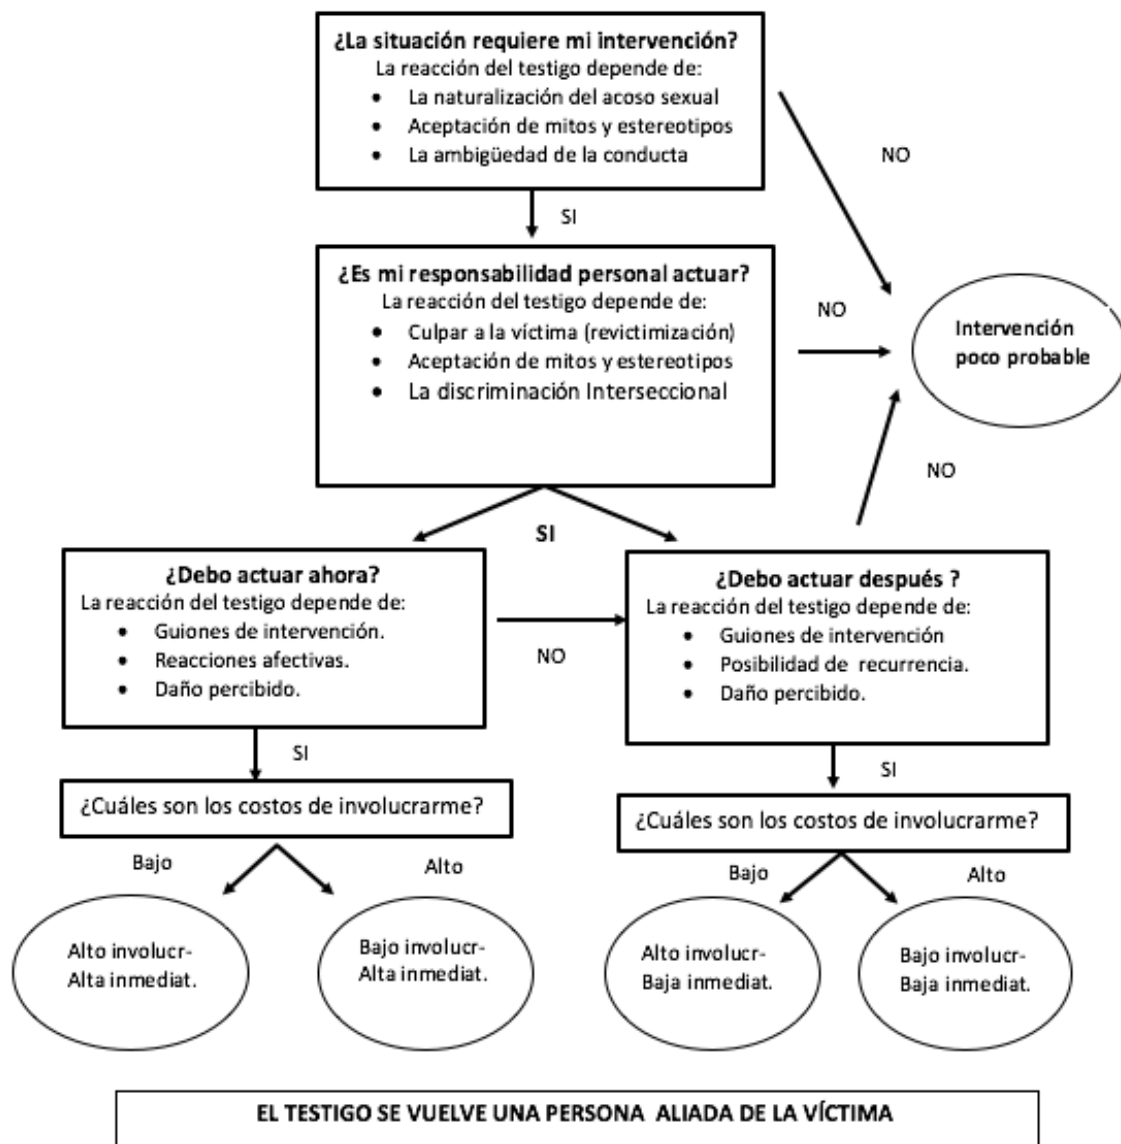 ¿La situación requiere mi intervención?
La reacción del testigo depende de:
• La naturalización del acoso sexual
• Aceptación de mitos y estereotipos
• La ambigüedad de la conducta
NO
SI
¿Es mi responsabilidad personal actuar?
La reacción del testigo depende de:
• Culpar a la víctima (revictimización)
• Aceptación de mitos y estereotipos
• La discriminación Interseccional
NO
Intervención
poco probable
NO
SI
¿Debo actuar ahora?
La reacción del testigo depende de:
• Guiones de intervención.
• Reacciones afectivas.
• Daño percibido.
NO
¿Debo actuar después ?
La reacción del testigo depende de:
• Guiones de intervención
• Posibilidad de recurrencia.
• Daño percibido.
SI
SI
¿Cuáles son los costos de involucrarme?
¿Cuáles son los costos de involucrarme?
Bajo
Alto
Bajo
Alto
Alto involucr-
Alta inmediat.
Bajo involucr-
Alta inmediat.
Alto involucr-
Baja inmediat.
Bajo involucr-
Baja inmediat.
EL TESTIGO SE VUELVE UNA PERSONA ALIADA DE LA VÍCTIMA